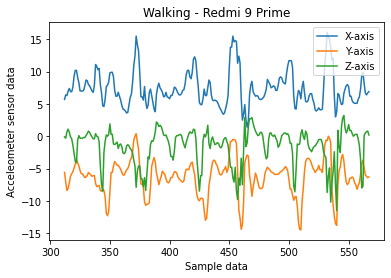 Walking - Redmi 9 Prime
X-axis
Y-axis
Z-axis
Acceleometer sensor data
15
10
5
0
−5
−10
−15
300
350
400
450
500
550
Sample data